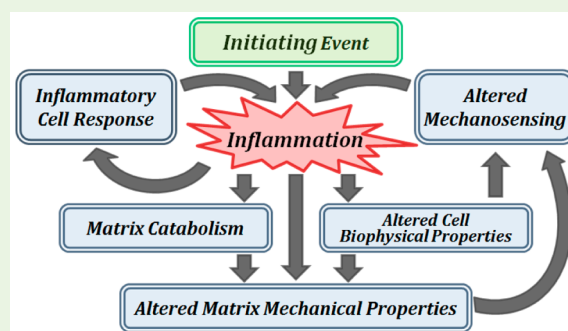 Initiating Event
Inflammatory
Cell Response
Altered
Mechanosensing
Inflammation
Matrix Catabolism
Altered Cell
Biophysical Properties
Altered Matrix Mechanical Properties